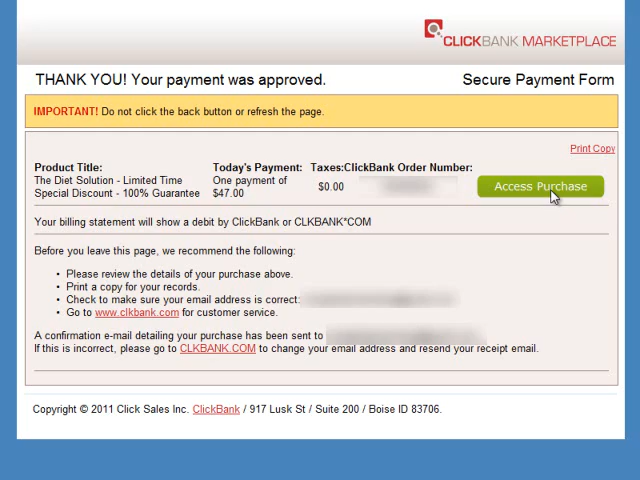 CLICKBANK MARKETPLACE
THANK YOU! Your payment was approved. Secure Payment Form
IMPORTANT! Do not click the back button or refresh the page.
Print Copy
Product Title: Today's Payment: Taxes:ClickBank Order Number:
The Diet Solution - Limited Time
Special Discount - 100% Guarantee
One payment of
$47.00
$0.00
Access Purchase
Your billing statement will show a debit by ClickBank or CLKBANK*COM
Before you leave this page, we recommend the following:
• Please review the details of your purchase above.
• Print a copy for your records.
• Check to make sure your email address is correct:
• Go to www.clkbank.com for customer service.
A confirmation e-mail detailing your purchase has been sent to
If this is incorrect, please go to CLKBANK.COM to change your email address and resend your receipt email.
Copyright © 2011 Click Sales Inc. ClickBank / 917 Lusk St / Suite 200 / Boise ID 83706.